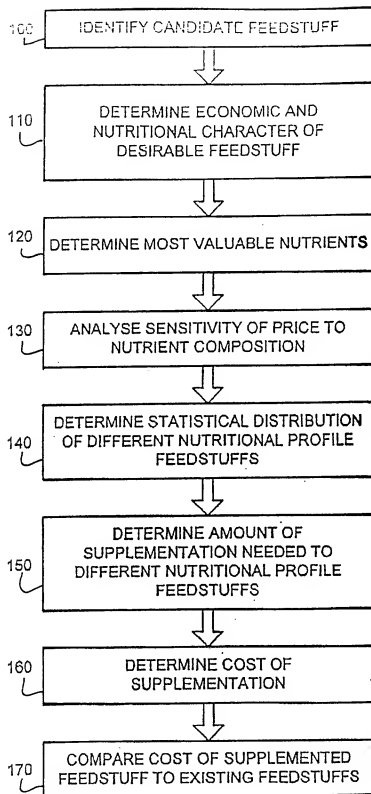 100 IDENTIFY CANDIDATE FEEDSTUFF
110 DETERMINE ECONOMIC AND
NUTRITIONAL CHARACTER OF
DESIRABLE FEEDSTUFF
120 DETERMINE MOST VALUABLE NUTRIENTS
130 ANALYSE SENSITIVITY OF PRICE TO
NUTRIENT COMPOSITION
140 DETERMINE STATISTICAL DISTRIBUTION
OF DIFFERENT NUTRITIONAL PROFILE
FEEDSTUFFS
150 DETERMINE AMOUNT OF
SUPPLEMENTATION NEEDED TO
DIFFERENT NUTRITIONAL PROFILE
FEEDSTUFFS
160 DETERMINE COST OF
SUPPLEMENTATION
170 COMPARE COST OF SUPPLEMENTED
FEEDSTUFF TO EXISTING FEEDSTUFFS